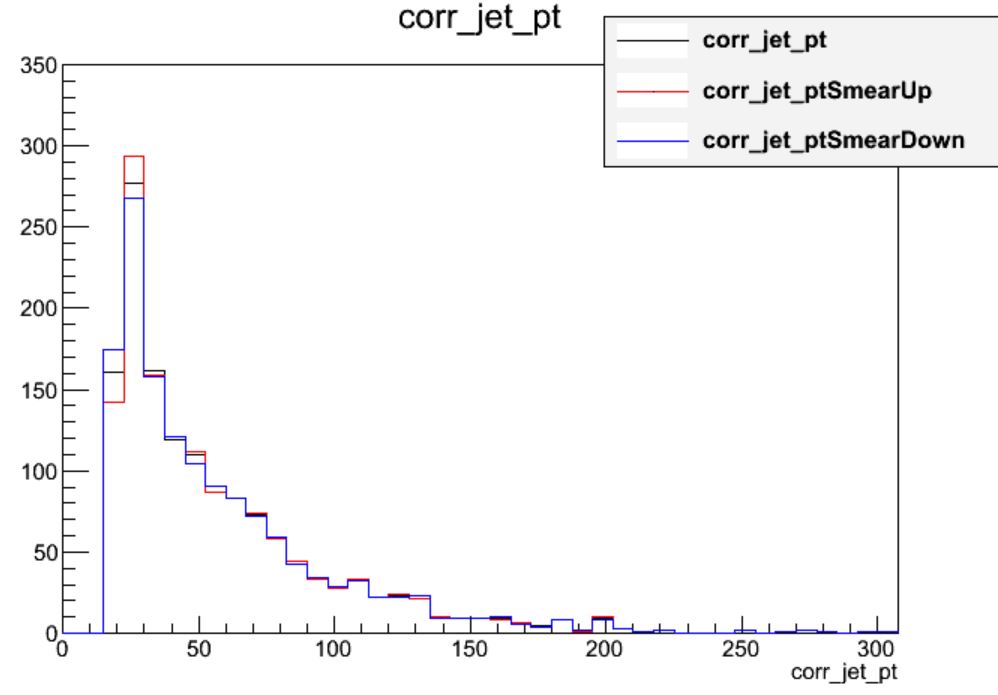 corr_jet_pt
corr_jet_pt
corr_jet_ptSmearUp
corr_jet_ptSmearDown
350
300
250
200
150
100
50
0
0 50 100 150 200 250 300
corr_jet_pt